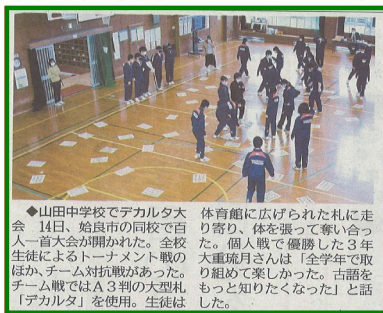 ◆山田中学校でデカルタ大
会　14日、姶良市の同校で百
人一首大会が開かれた。全校
生徒によるトーナメント戦の
ほか、チーム対抗戦があった。
チーム戦ではA３判の大型札
「デカルタ」を使用。生徒は
体育館に広げられた札に走
り寄り、体を張って奪い合っ
た。個人戦で優勝した３年
大重琉月さんは「全学年で取
り組めて楽しかった。古語を
もっと知りたくなった」と話
した。